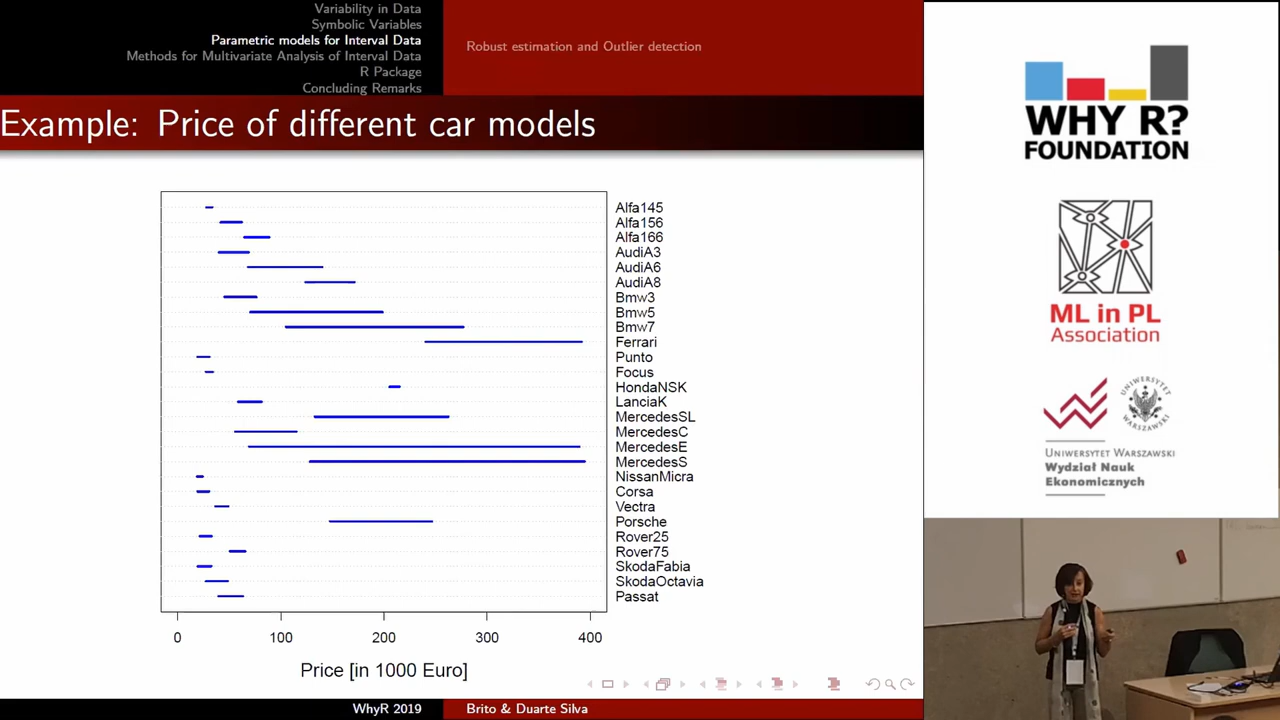 Variability in Data
Symbolic Variables
Parametric models for Interval Data
Methods for Multivariate Analysis of Interval Data
R Package
Concluding Remarks
Robust estimation and Outlier detection
Example: Price of different car models
Alfa145
Alfa156
Alfa166
AudiA3
AudiA6
AudiA8
Bmw3
Bmw5
Bmw7
Ferrari
Punto
Focus
HondaNSK
LanciaK
MercedesSL
MercedesC
MercedesE
MercedesS
NissanMicra
Corsa
Vectra
Porsche
Rover25
Rover75
SkodaFabia
SkodaOctavia
Passat
0 100 200 300 400
Price [in 1000 Euro]
WhyR 2019
Brito & Duarte Silva
WHY R?
FOUNDATION
ML in PL
Association
UNIWERSYTET
WARSZAWSKI
UNIWERSYTET WARSZAWSKI
Wydział Nauk
Ekonomicznych